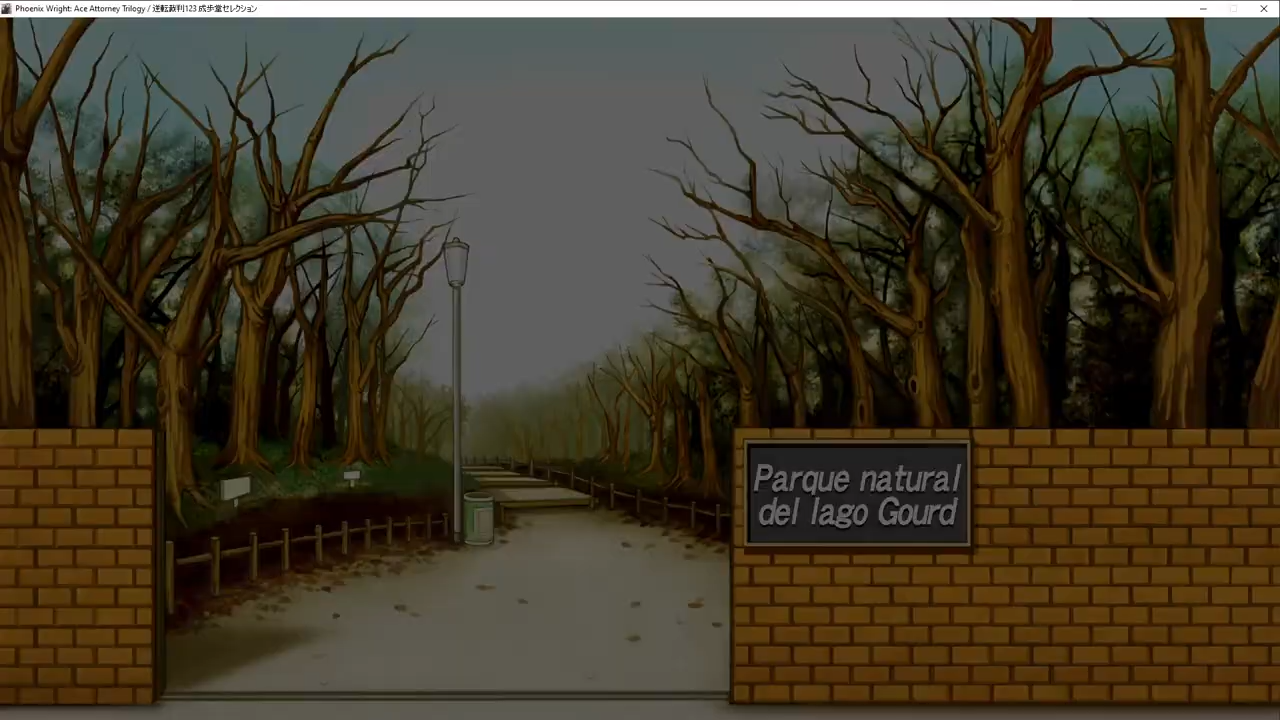 Phoenix Wright: Ace Attorney Trilogy / 逆転裁判123 成歩堂セレクション
Parque natural
del lago Gourd